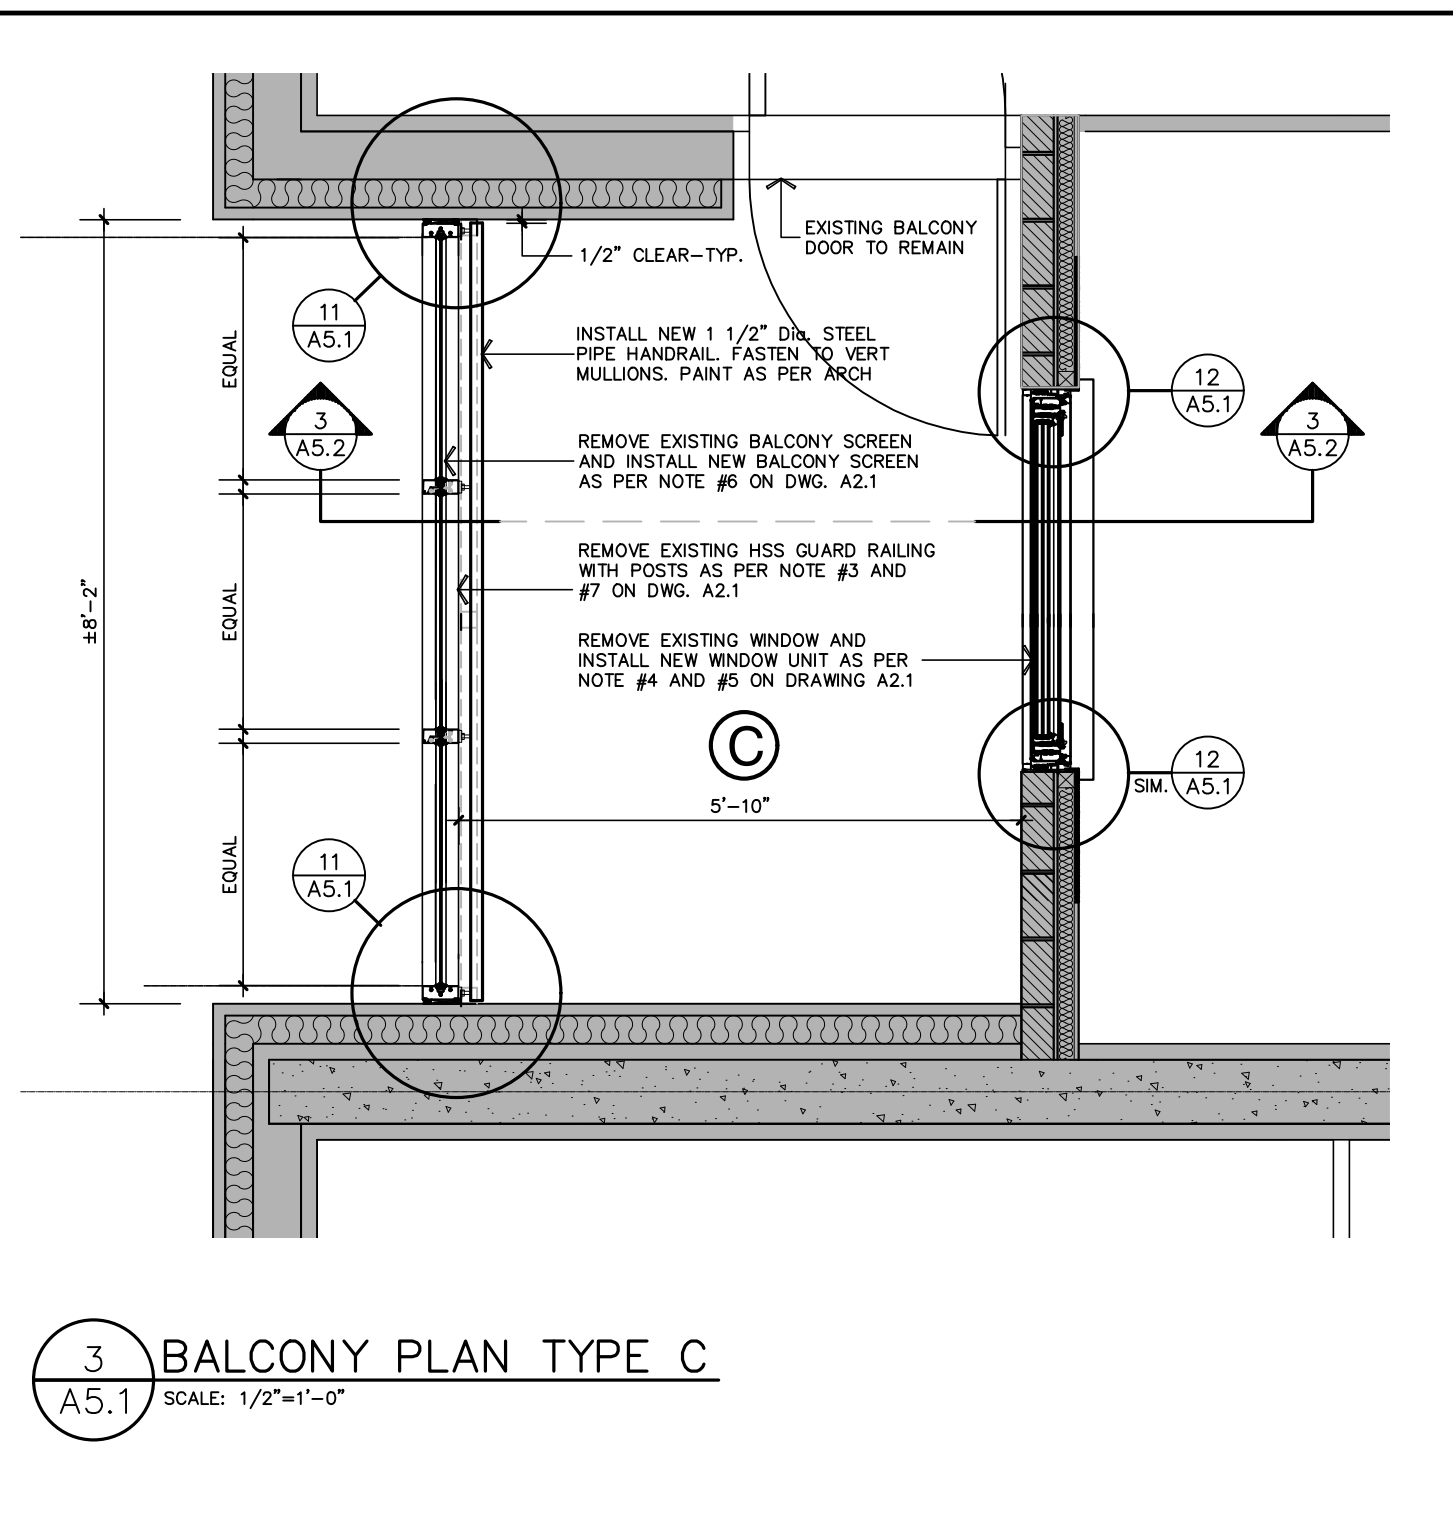 EXISTING BALCONY
DOOR TO REMAIN
1/2” CLEAR-TYP.
11
A5.1
INSTALL NEW 1 1/2” Dia. STEEL
PIPE HANDRAIL. FASTEN TO VERT
MULLIONS. PAINT AS PER ARCH
EQUAL
12
A5.1
3
A5.2
3
A5.2
REMOVE EXISTING BALCONY SCREEN
AND INSTALL NEW BALCONY SCREEN
AS PER NOTE #6 ON DWG. A2.1
REMOVE EXISTING HSS GUARD RAILING
WITH POSTS AS PER NOTE #3 AND
#7 ON DWG. A2.1
±8'-2”
EQUAL
REMOVE EXISTING WINDOW AND
INSTALL NEW WINDOW UNIT AS PER
NOTE #4 AND #5 ON DRAWING A2.1
C
12
SIM. A5.1
5'-10”
EQUAL
11
A5.1
3
A5.1
BALCONY PLAN TYPE C
SCALE: 1/2”=1'-0”